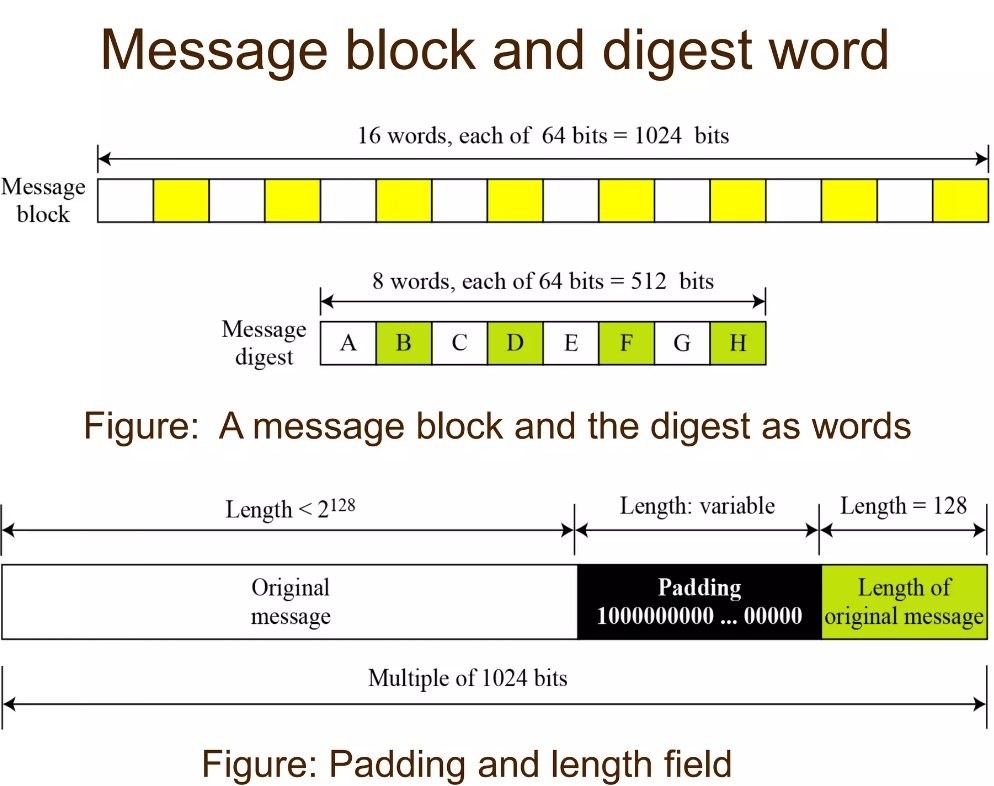 Message block and digest word
16 words, each of 64 bits = 1024 bits
Message
block
8 words, each of 64 bits = 512 bits
Message
digest
A B C D E F G H
Figure: A message block and the digest as words
Length < 2¹²⁸
Length: variable
Length = 128
Original
message
Padding
1000000000 ... 00000
Length of
original message
Multiple of 1024 bits
Figure: Padding and length field